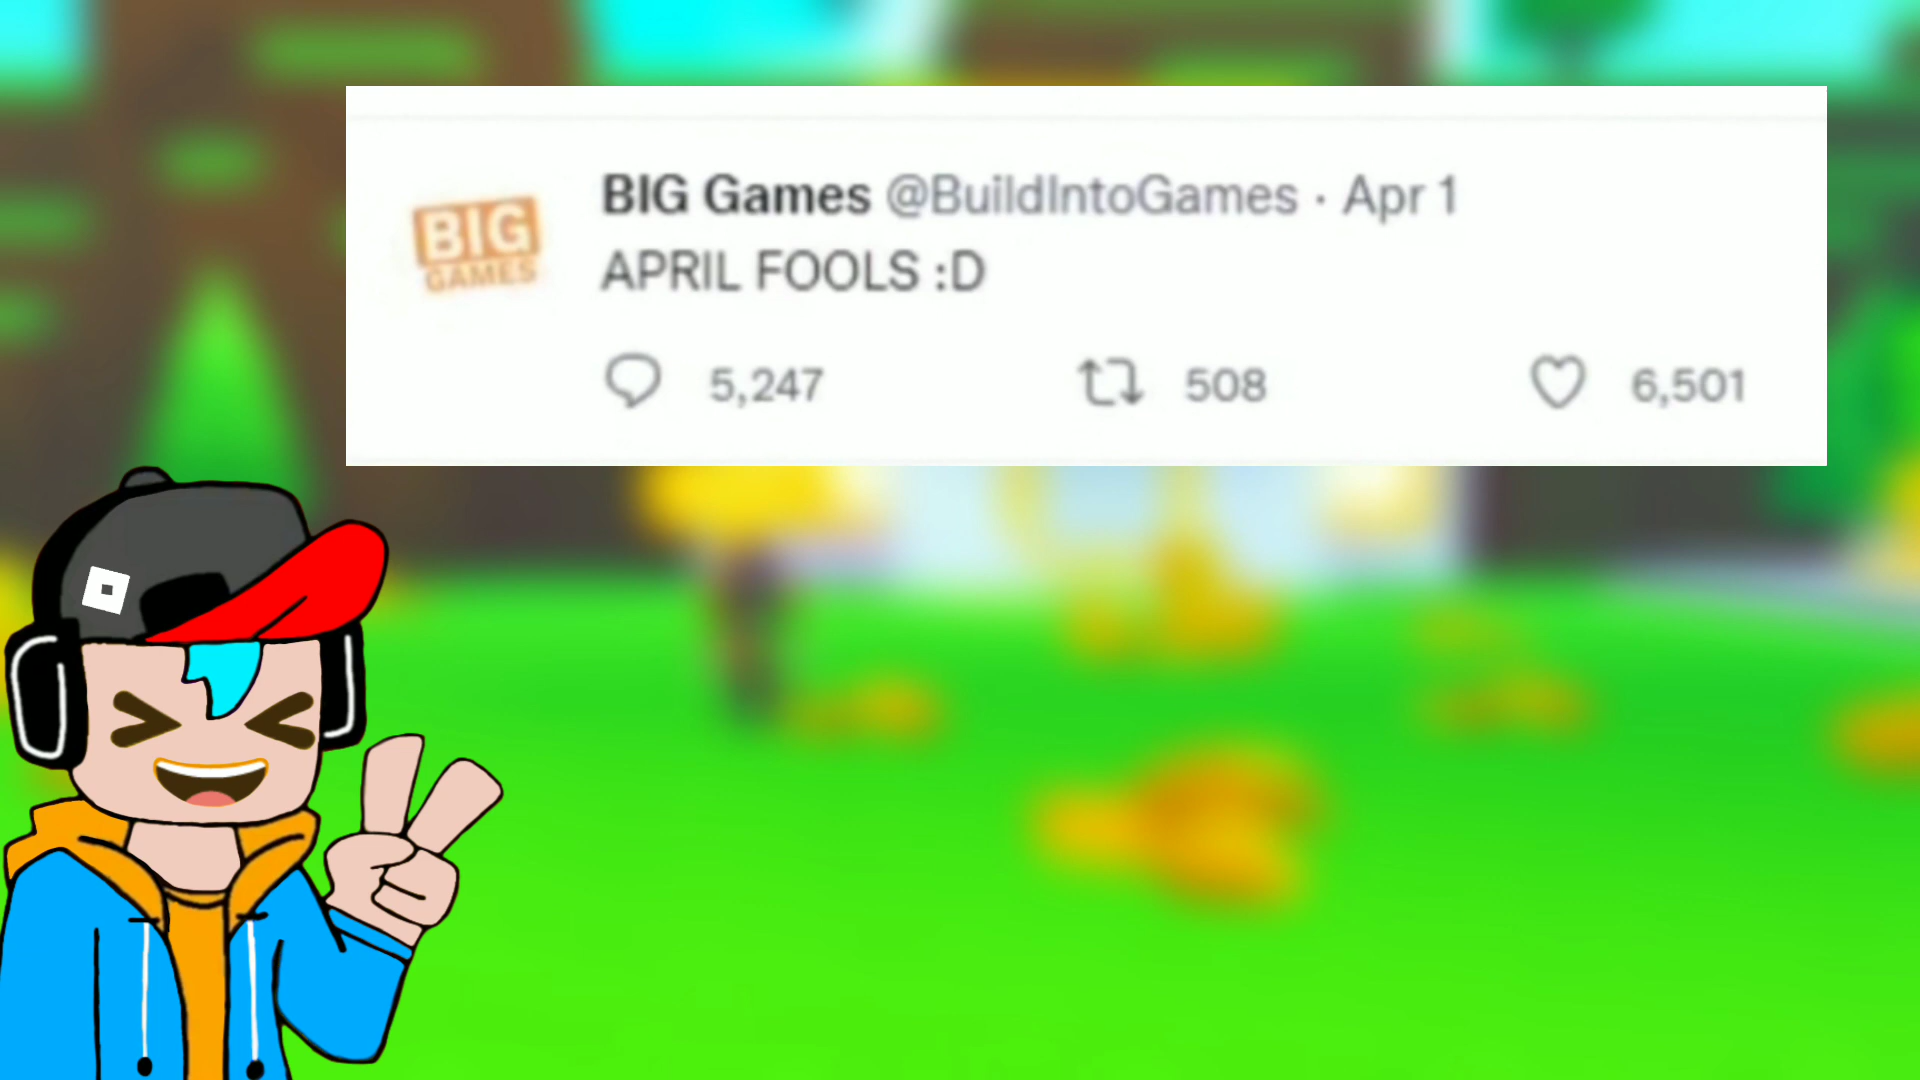 BIG GAMES
BIG Games @BuildIntoGames · Apr 1
APRIL FOOLS :D
5,247 508 6,501